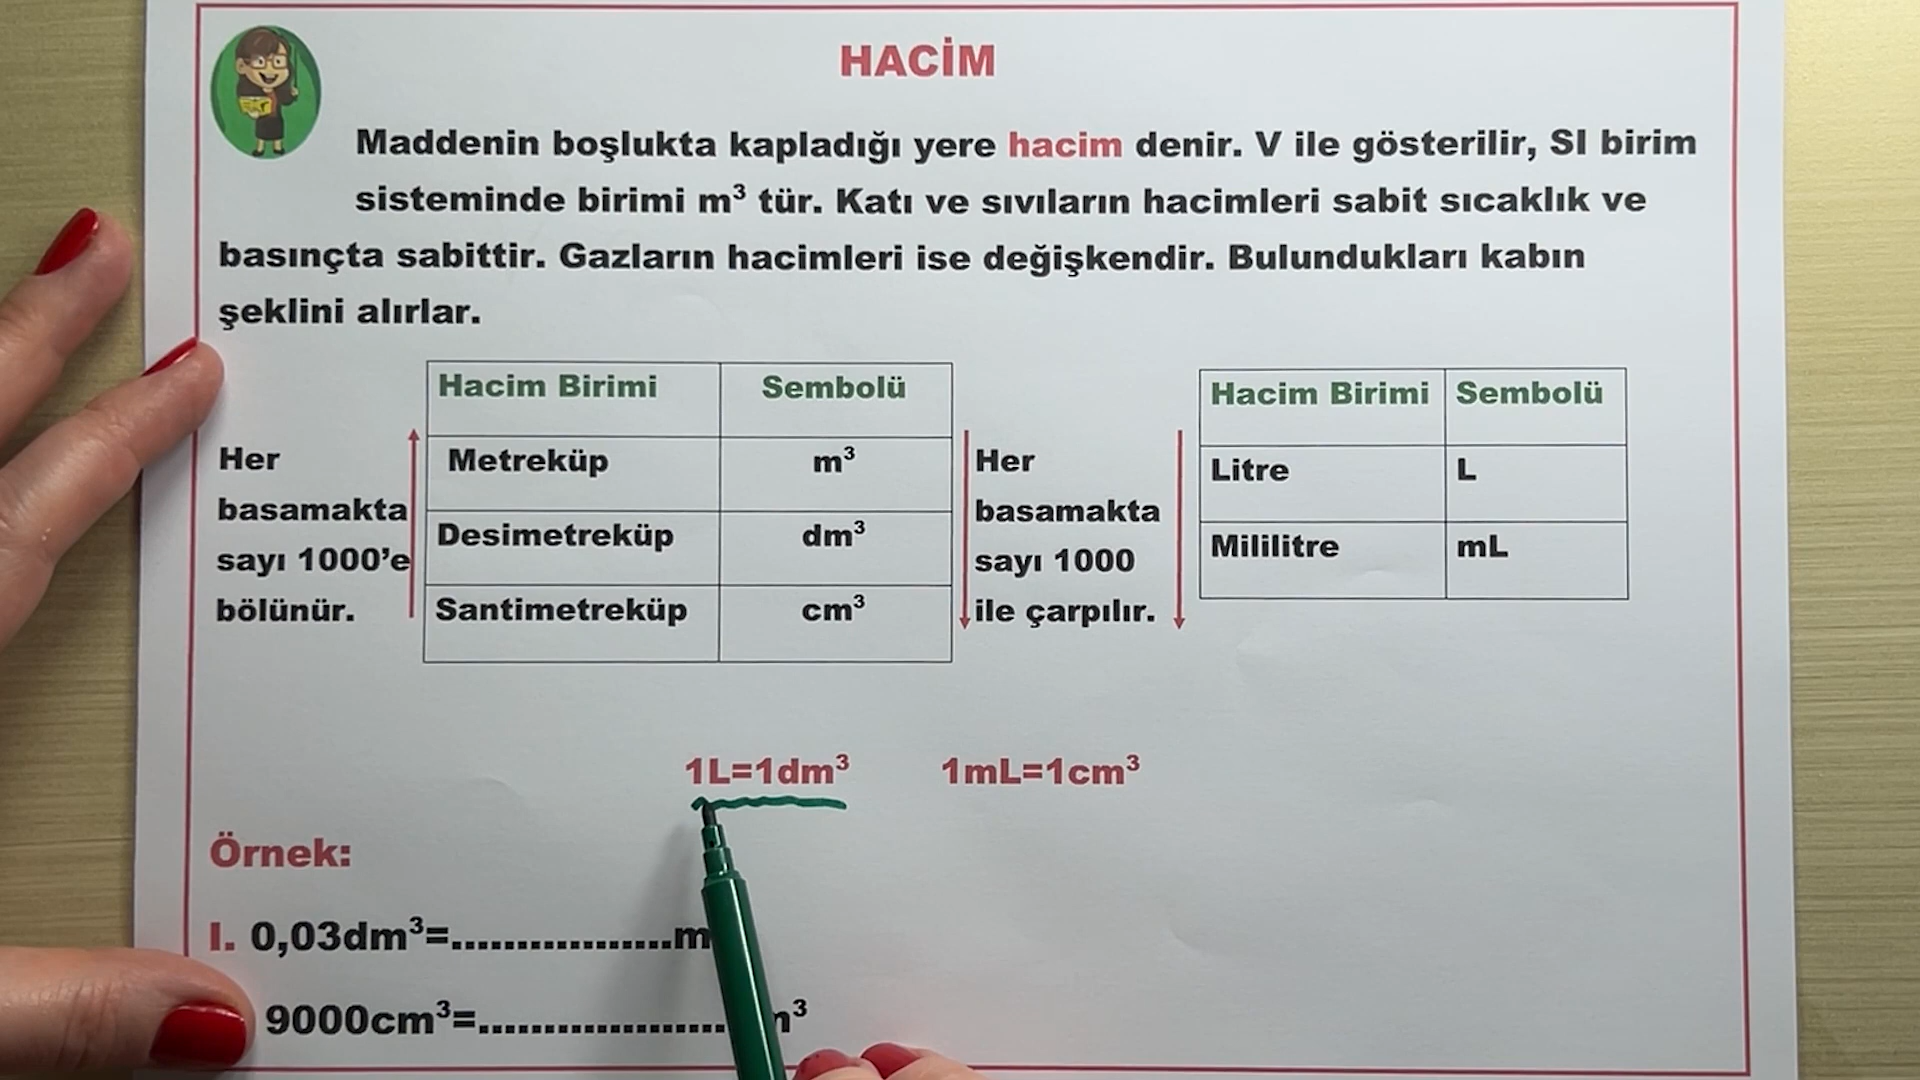 HACİM
Maddenin boşlukta kapladığı yere hacim denir. V ile gösterilir, SI birim
sisteminde birimi m³ tür. Katı ve sıvıların hacimleri sabit sıcaklık ve
basınçta sabittir. Gazların hacimleri ise değişkendir. Bulundukları kabın
şeklini alırlar.
Her
basamakta
sayı 1000’e
bölünür.
Hacim Birimi Sembolü
Metreküp m³
Desimetreküp dm³
Santimetreküp cm³
Her
basamakta
sayı 1000
ile çarpılır.
Hacim Birimi Sembolü
Litre L
Mililitre mL
1L=1dm³ 1mL=1cm³
Örnek:
I. 0,03dm³=.................
9000cm³=...................